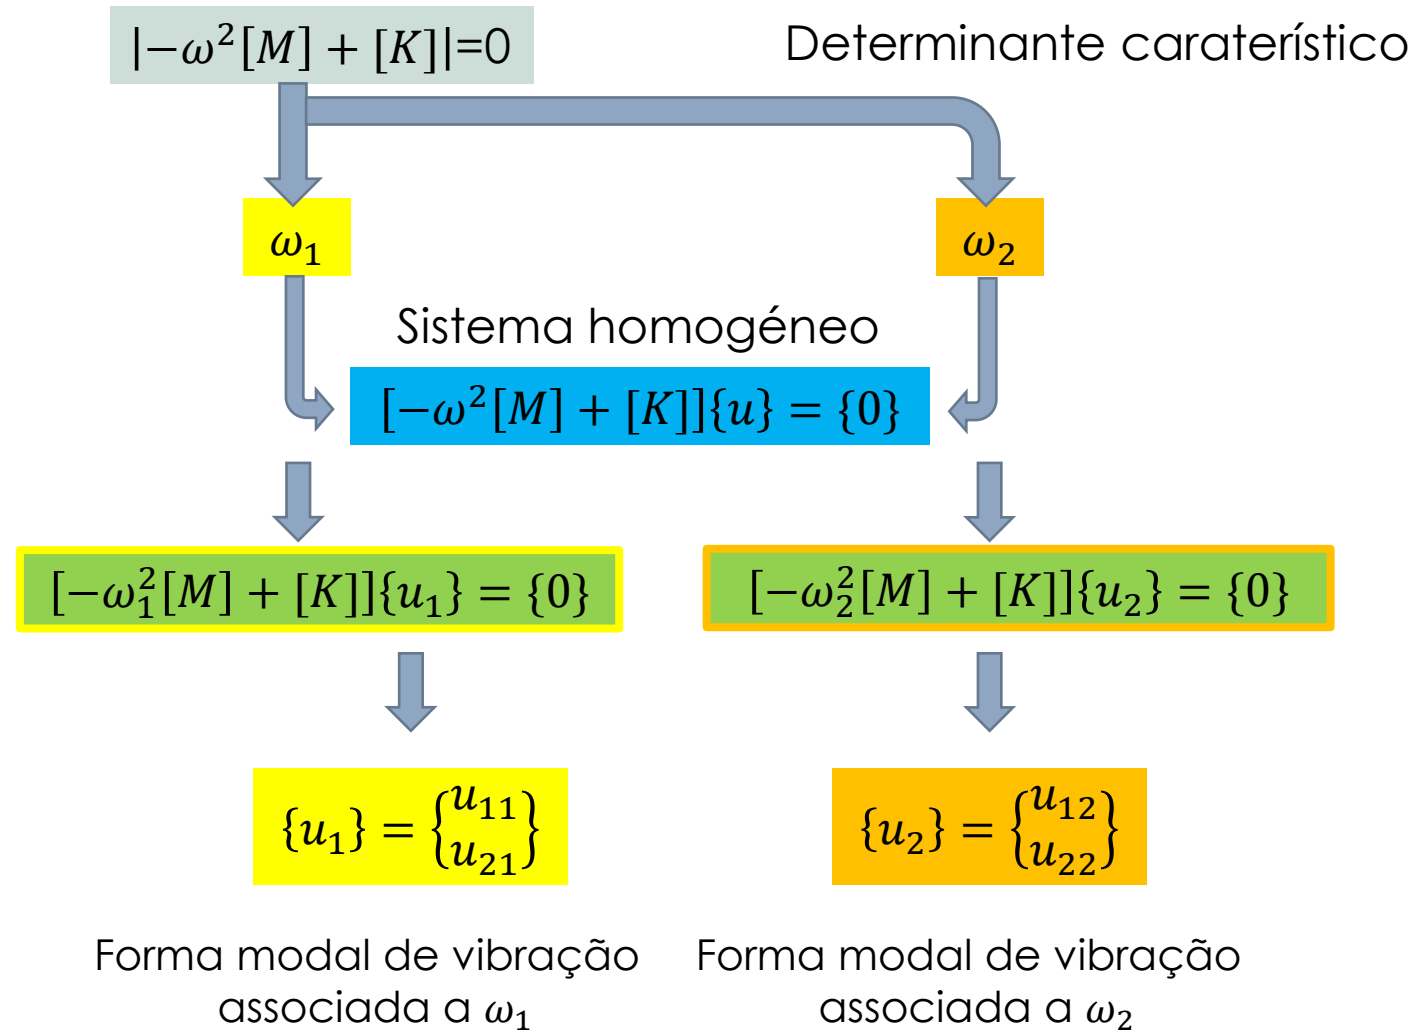 |−ω²[M] + [K]|=0
Determinante caraterístico
ω₁
ω₂
Sistema homogéneo
[−ω²[M] + [K]]{u} = {0}
[−ω₁²[M] + [K]]{u₁} = {0}
[−ω₂²[M] + [K]]{u₂} = {0}
{u₁} = {u₁₁ u₂₁}
{u₂} = {u₁₂ u₂₂}
Forma modal de vibração
associada a ω₁
Forma modal de vibração
associada a ω₂